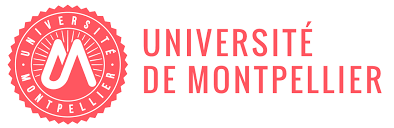 · UNIVERSITÉ ·
MONTPELLIER
UNIVERSITÉ
DE MONTPELLIER